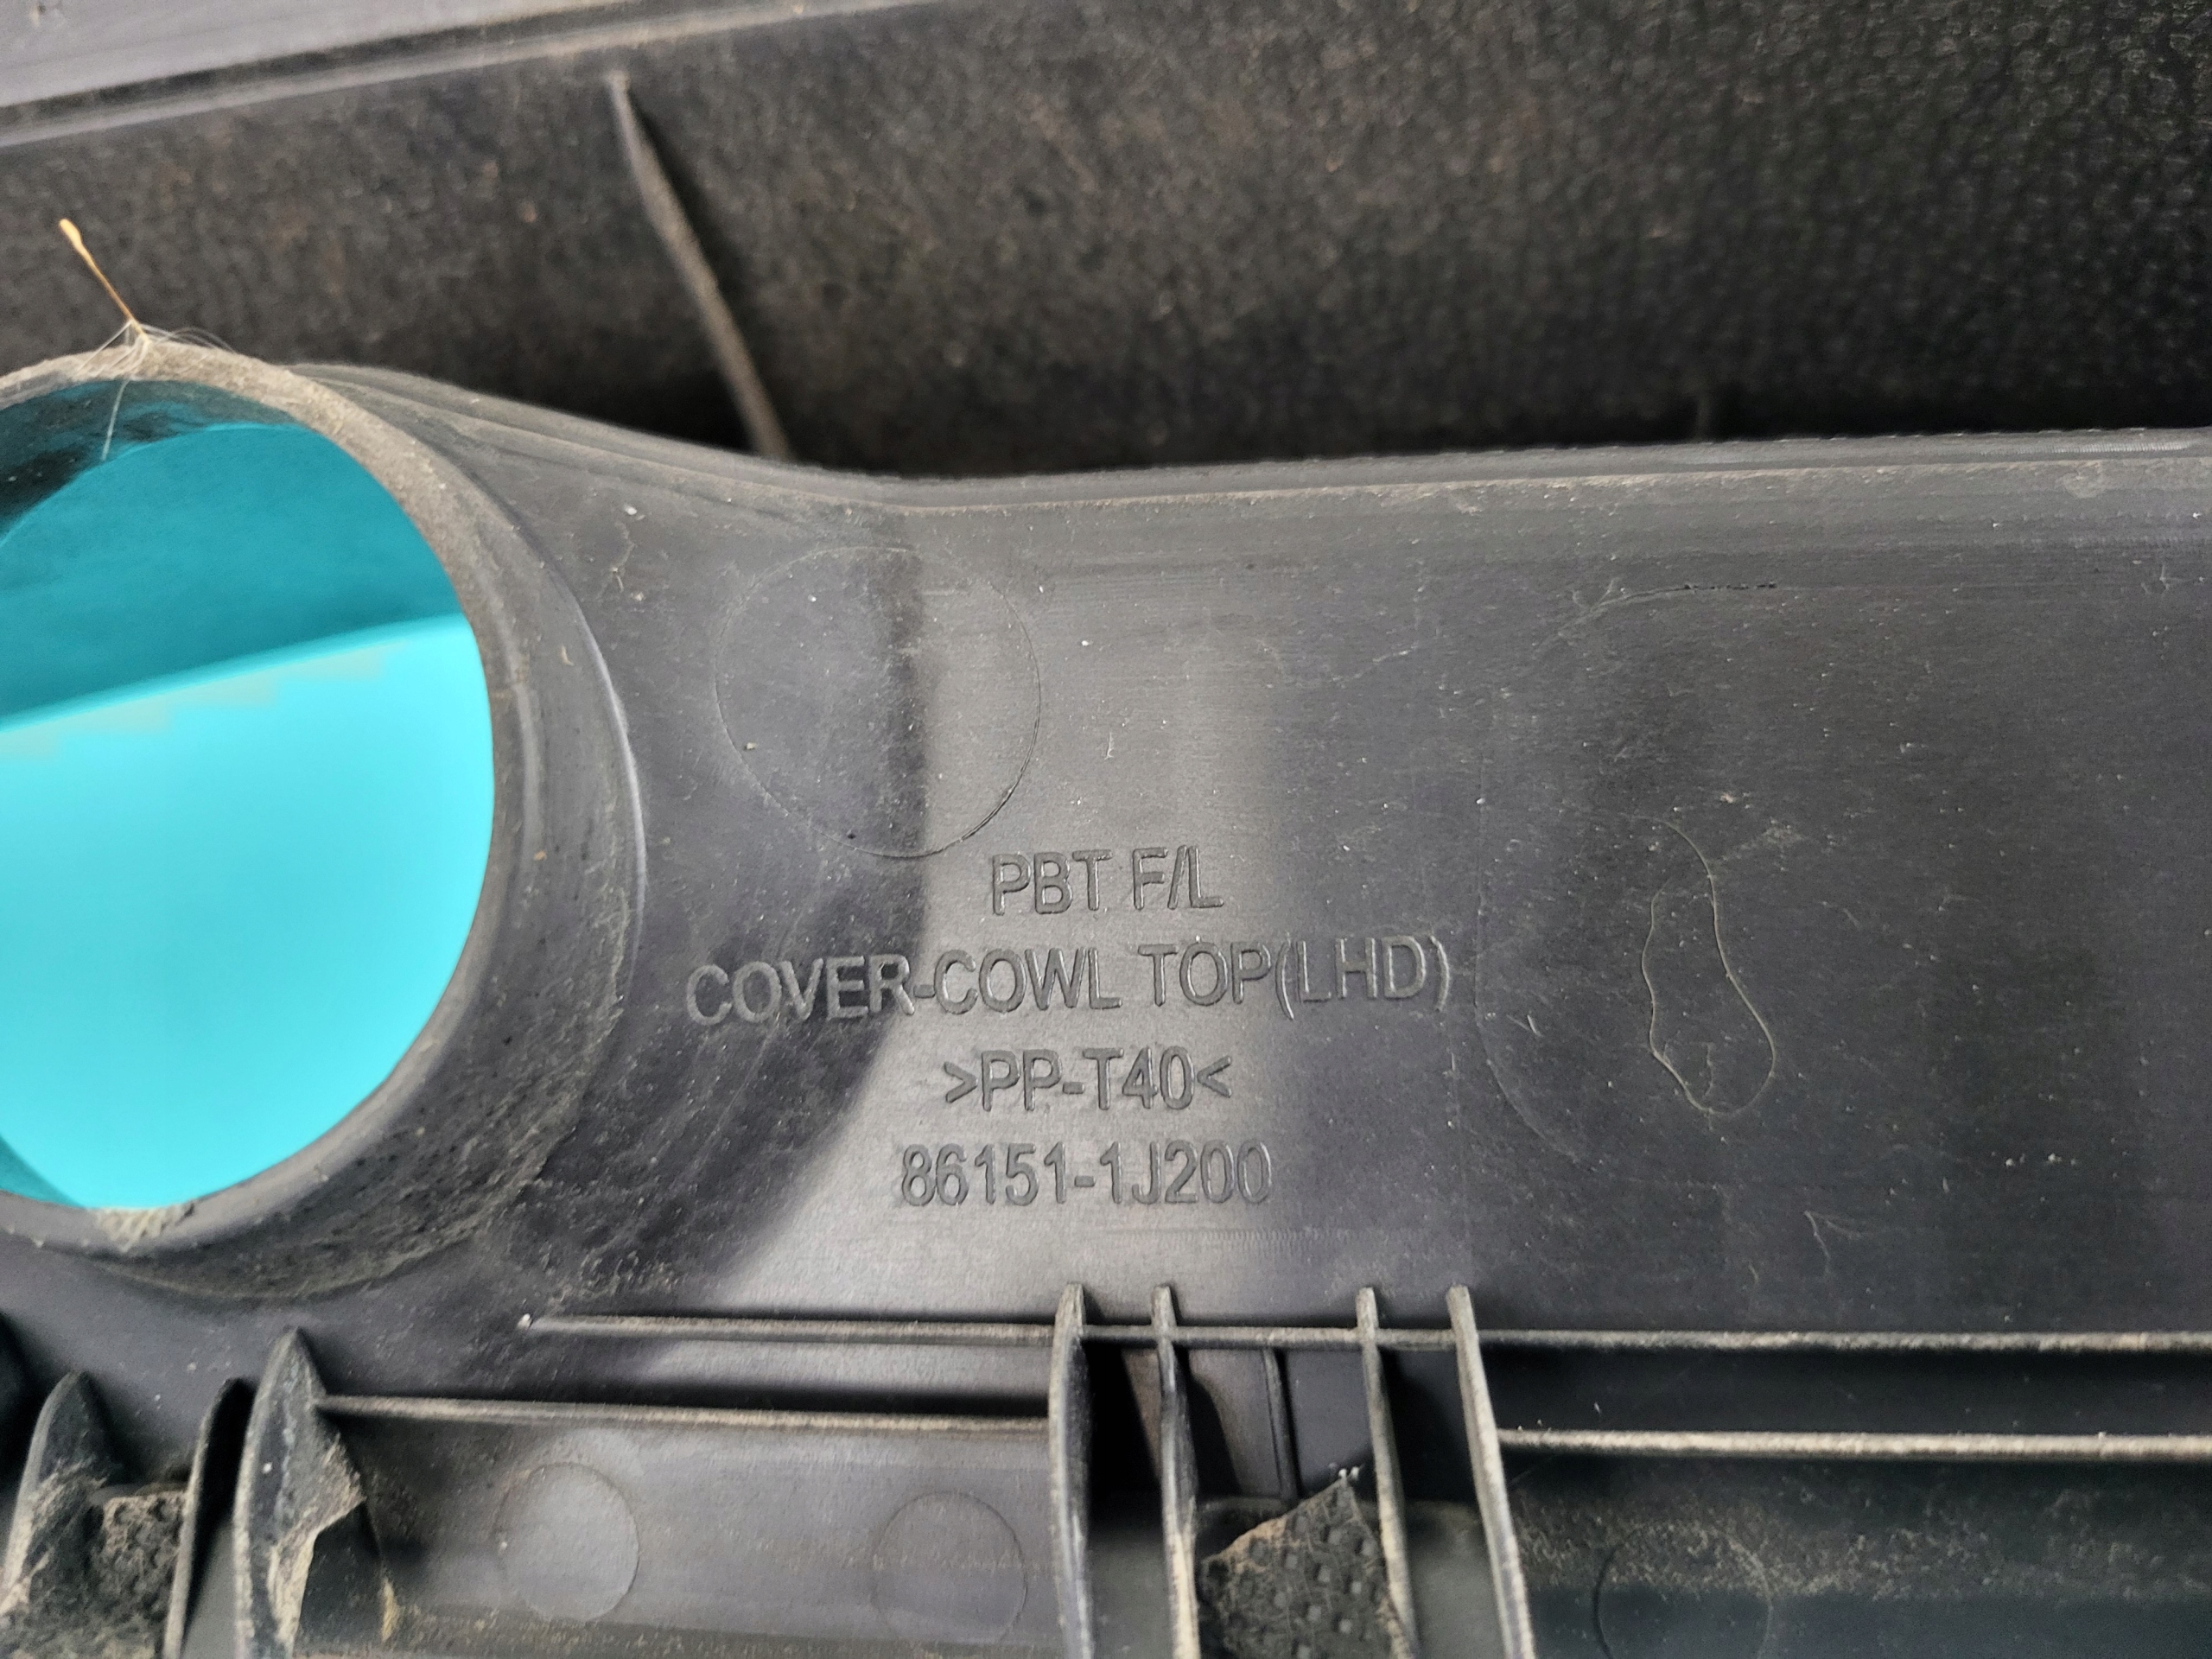 PBT F/L
COVER-COWL TOP(LHD)
>PP-T40<
86151-1J200